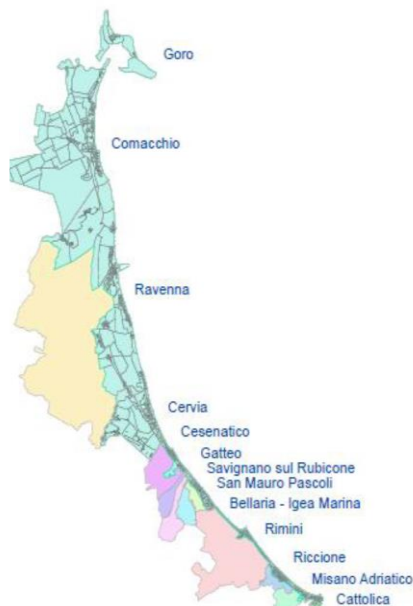 Goro
Comacchio
Ravenna
Cervia
Cesenatico
Gatteo
Savignano sul Rubicone
San Mauro Pascoli
Bellaria - Igea Marina
Rimini
Riccione
Misano Adriatico
Cattolica